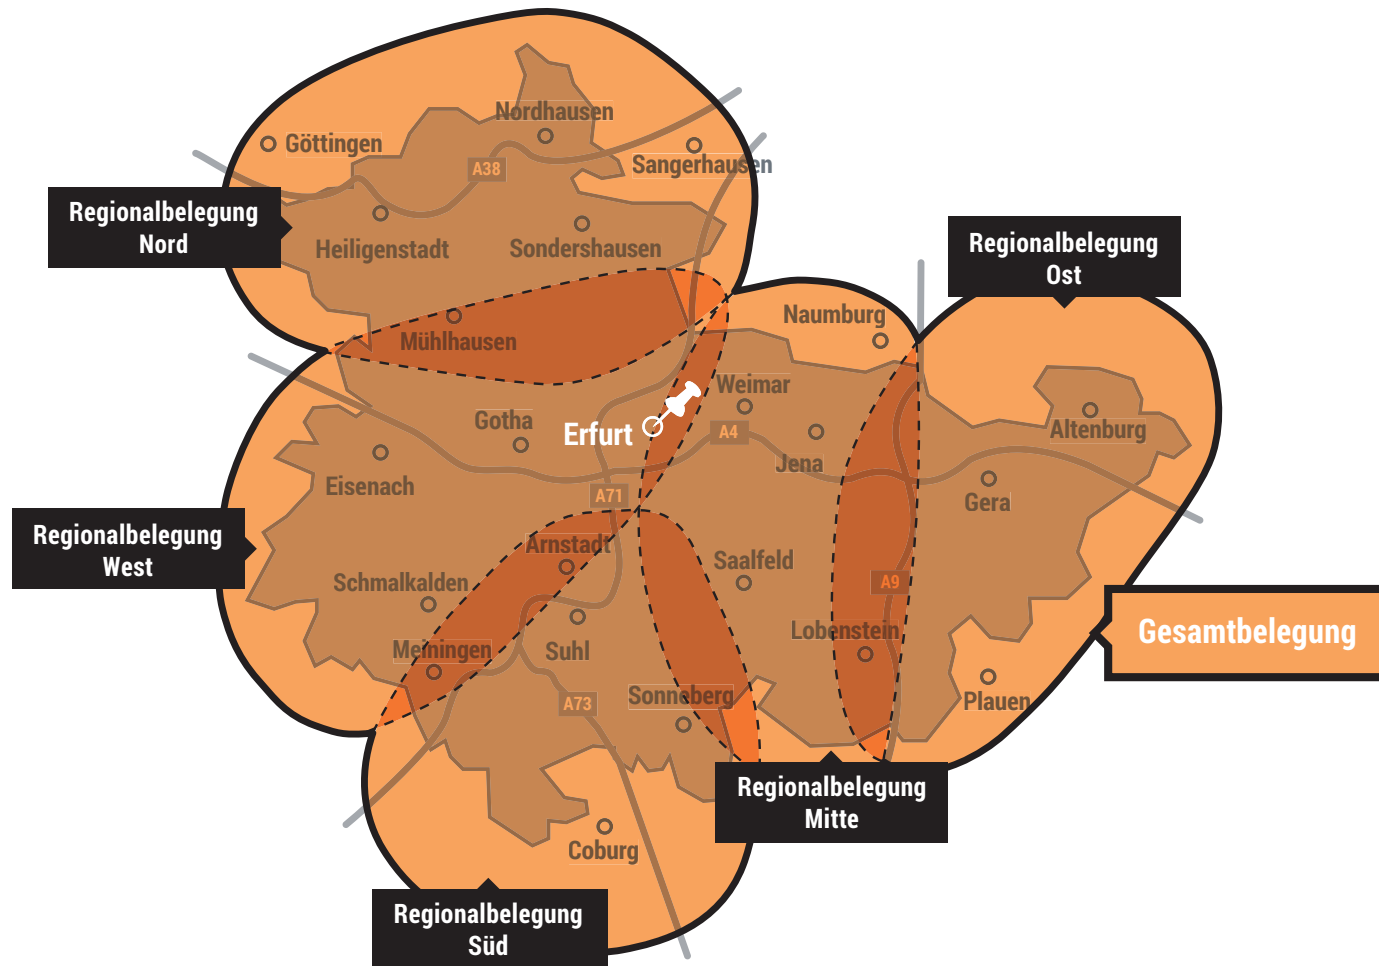 Nordhausen
Göttingen
Sangerhausen
A38
Regionalbelegung
Nord
Heiligenstadt
Sondershausen
Regionalbelegung
Ost
Naumburg
Mühlhausen
Weimar
Gotha
Erfurt
A4
Altenburg
Jena
Eisenach
A71
Gera
Regionalbelegung
West
Arnstadt
Saalfeld
Schmalkalden
A9
Lobenstein
Gesamtbelegung
Meiningen
Suhl
Sonneberg
A73
Plauen
Regionalbelegung
Mitte
Coburg
Regionalbelegung
Süd